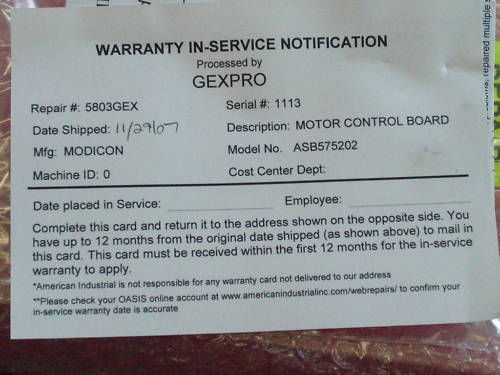 WARRANTY IN-SERVICE NOTIFICATION
Processed by
GEXPRO
Repair #: 5803GEX Serial #: 1113
Date Shipped: 11/29/07 Description: MOTOR CONTROL BOARD
Mfg: MODICON Model No. ASB575202
Machine ID: 0 Cost Center Dept:
Date placed in Service: Employee:
Complete this card and return it to the address shown on the opposite side. You
have up to 12 months from the original date shipped (as shown above) to mail in
this card. This card must be received within the first 12 months for the in-service
warranty to apply.
*American Industrial is not responsible for any warranty card not delivered to our address
**Please check your OASIS online account at www.americanindustrialinc.com/webrepairs/ to confirm your
in-service warranty date is accurate
repaired multiple